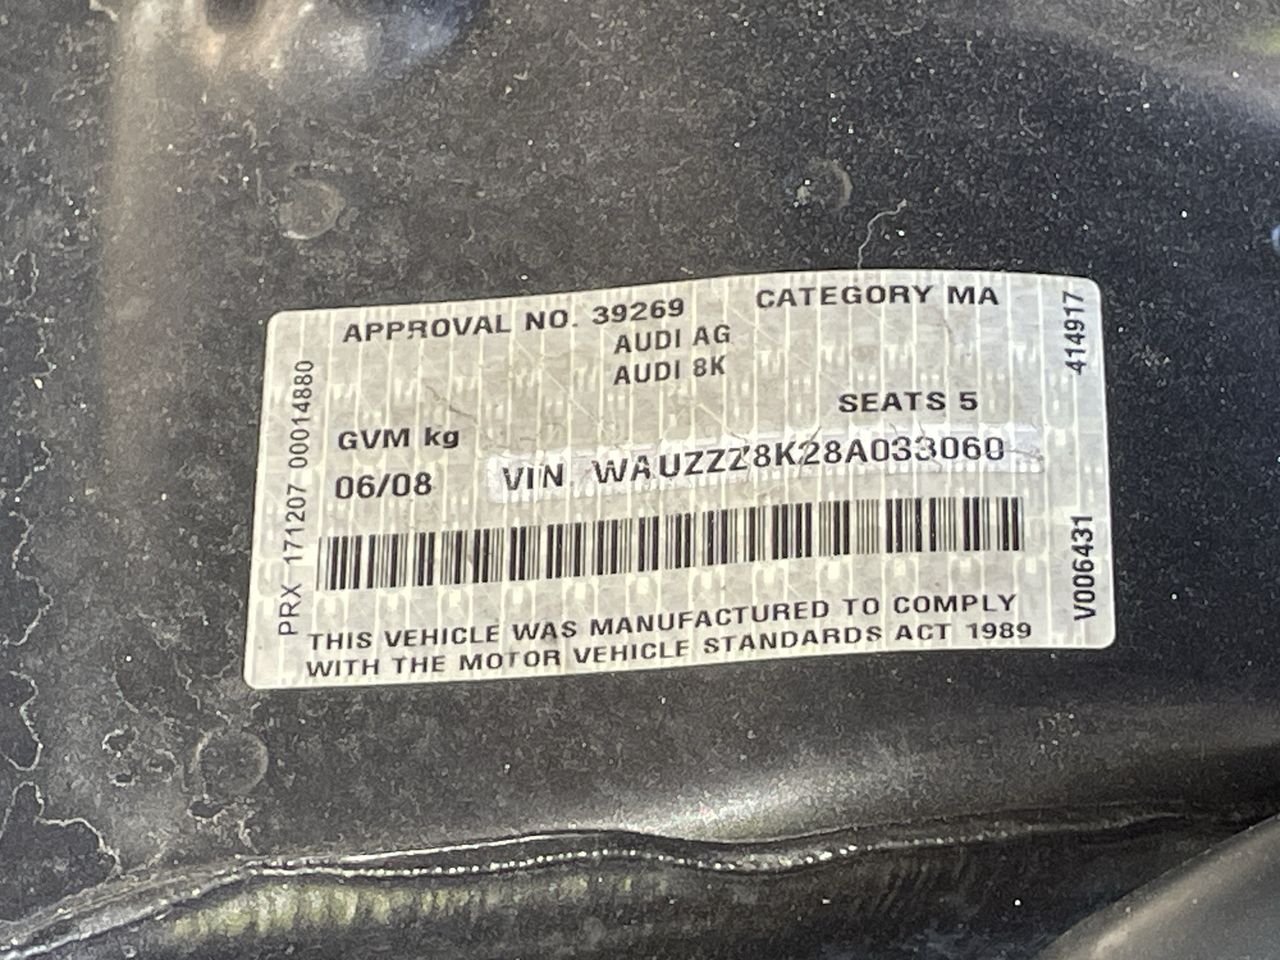 APPROVAL NO. 39269 CATEGORY MA
AUDI AG
AUDI 8K
SEATS 5
GVM kg
06/08 VIN WAUZZZ8K28A033060
THIS VEHICLE WAS MANUFACTURED TO COMPLY
WITH THE MOTOR VEHICLE STANDARDS ACT 1989
PRX 171207 00014880
414917
V006431